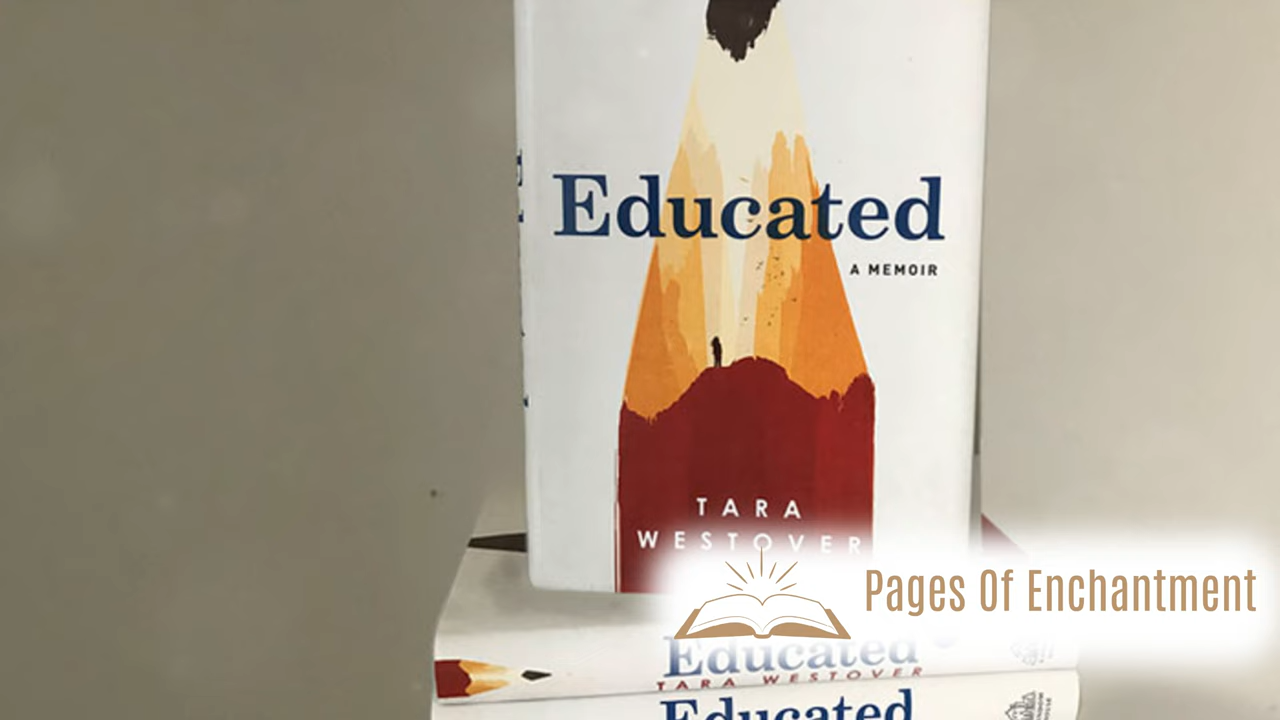 Educated
A MEMOIR
TARA
WESTOVER
Pages Of Enchantment
Educated
TARA WESTOVER
Educated